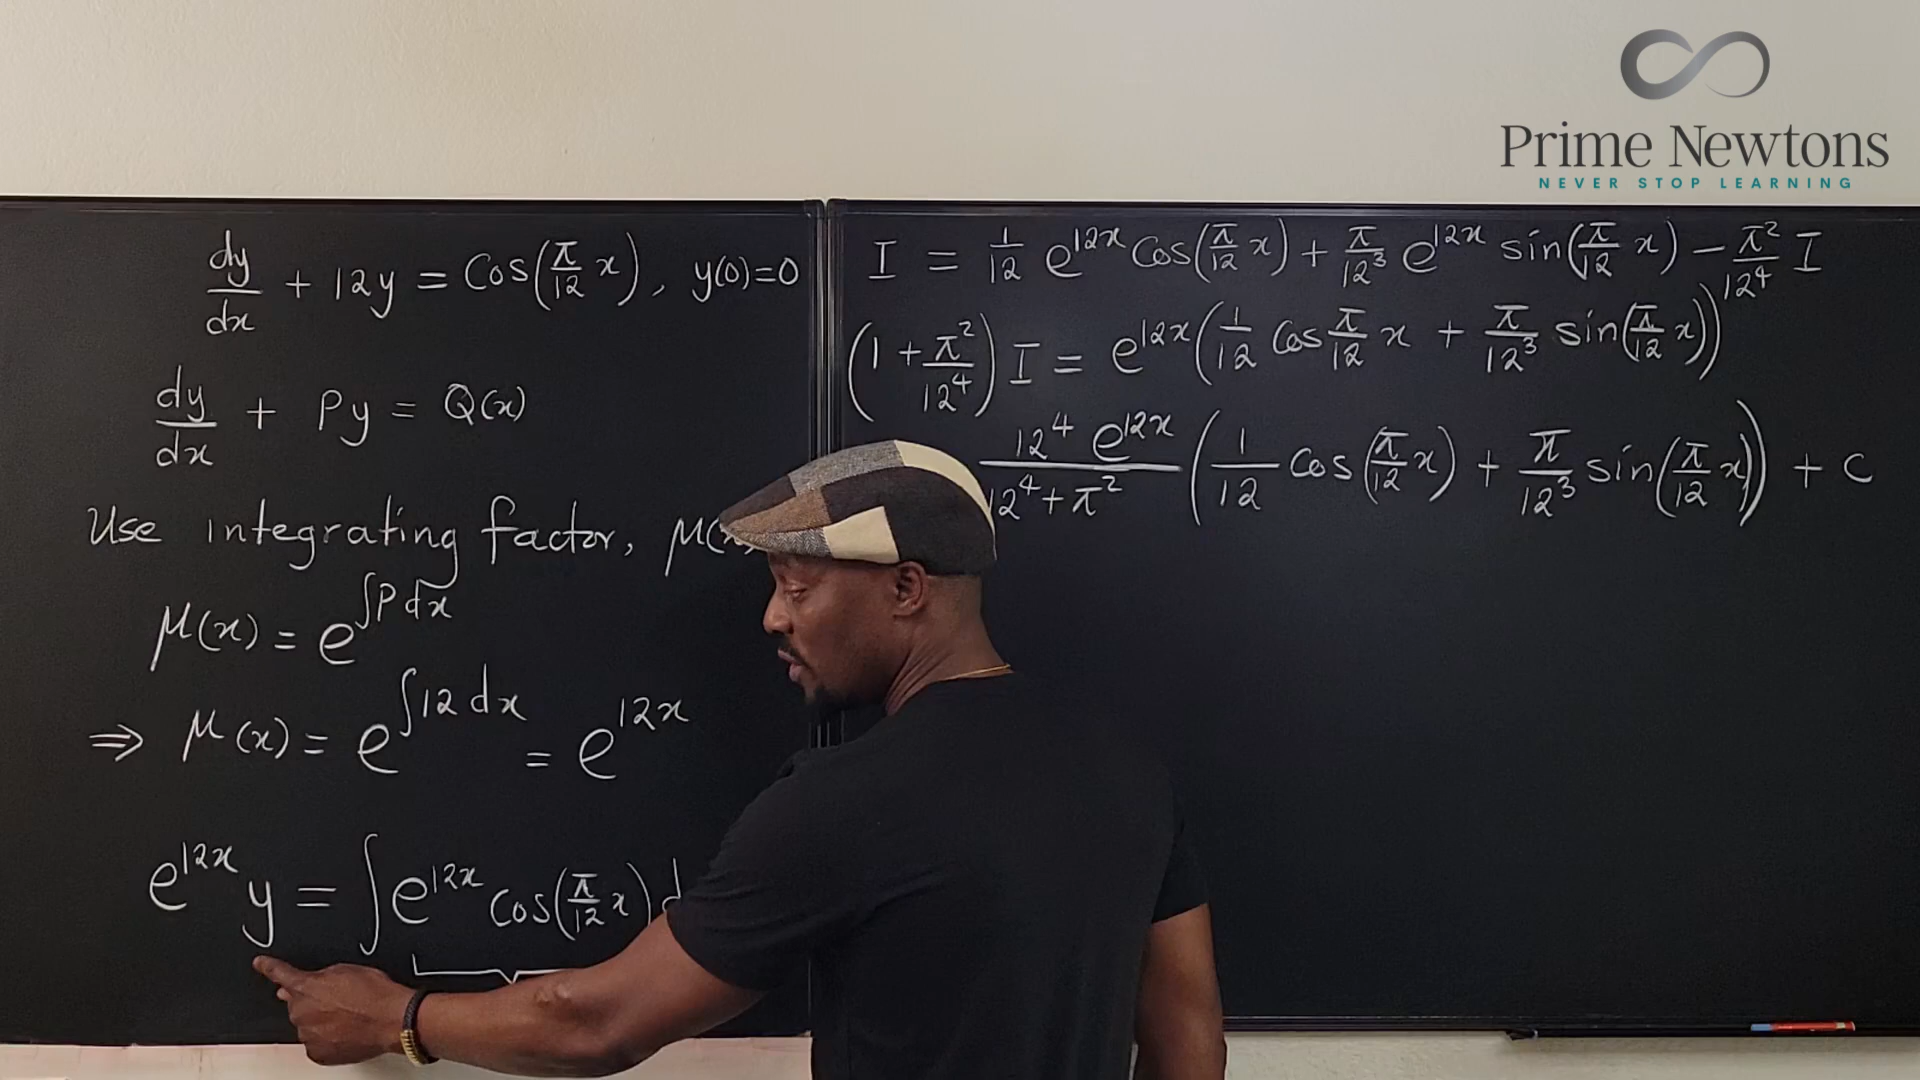 Prime Newtons
NEVER STOP LEARNING
dy/dx + 12y = Cos(π/12 x), y(0)=0
dy/dx + Py = Q(x)
Use integrating factor, μ(
μ(x) = e^∫P dx
⇒ μ(x) = e^∫12 dx = e^12x
e^12x y = ∫e^12x cos(π/12 x) d
I = 1/12 e^12x Cos(π/12 x) + π/12³ e^12x sin(π/12 x) − π²/12⁴ I
(1 + π²/12⁴) I = e^12x (1/12 Cos π/12 x + π/12³ sin(π/12 x))
12⁴ e^12x / 12⁴ + π² (1/12 Cos(π/12 x) + π/12³ sin(π/12 x)) + C